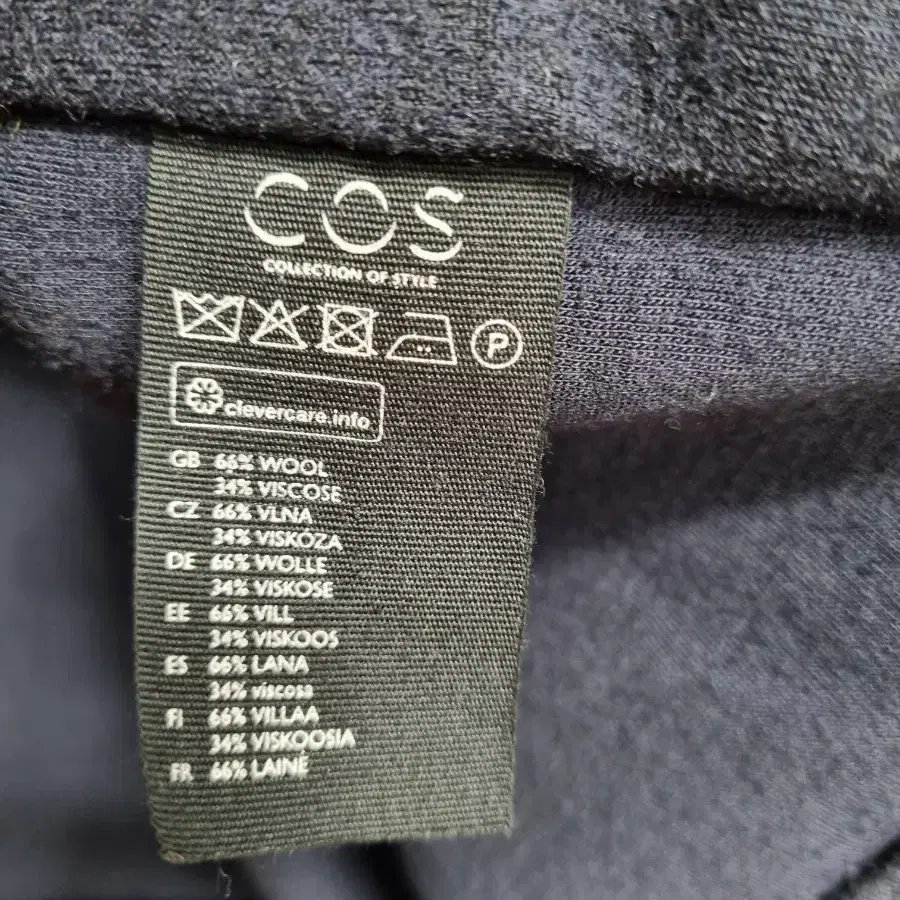 COS
COLLECTION OF STYLE
P
clevercare.info
GB 66% WOOL
34% VISCOSE
CZ 66% VLNA
34% VISKÓZA
DE 66% WOLLE
34% VISKOSE
EE 66% VILL
34% VISKOOS
ES 66% LANA
34% viscosa
FI 66% VILLAA
34% VISKOOSIA
FR 66% LAINE